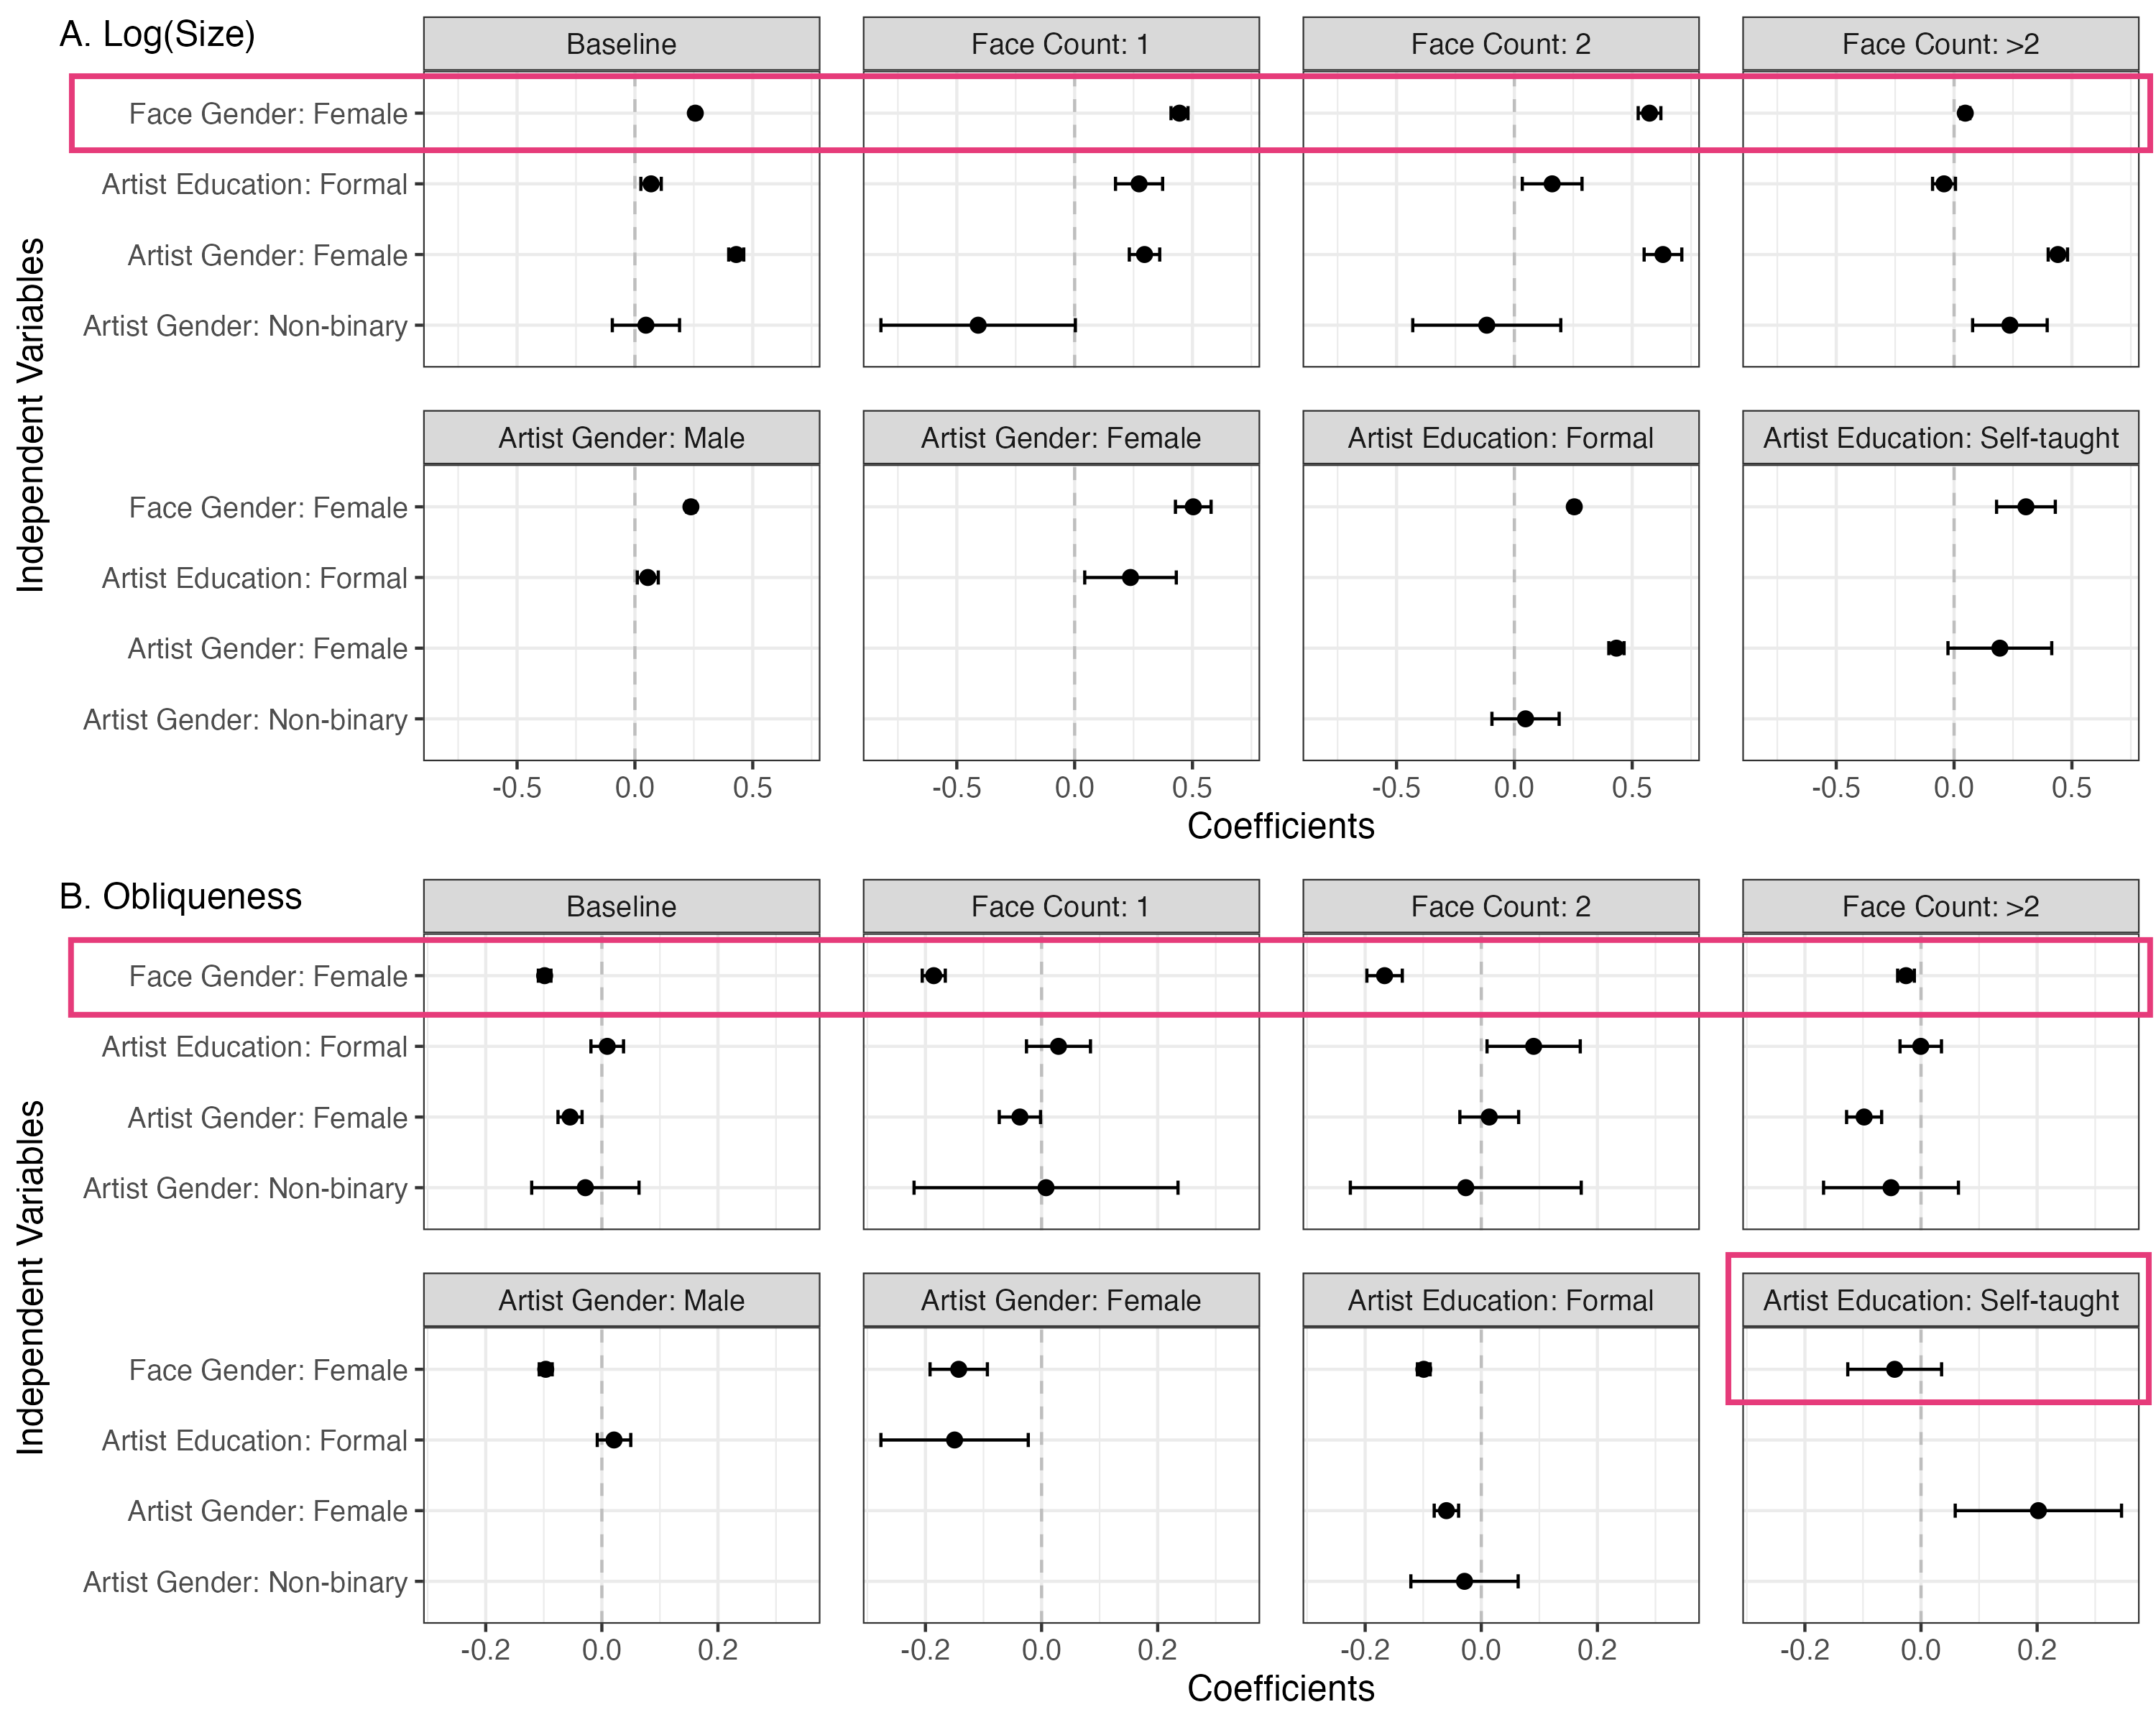 A. Log(Size)
Baseline
Face Count: 1
Face Count: 2
Face Count: >2
Face Gender: Female
Artist Education: Formal
Artist Gender: Female
Artist Gender: Non-binary
Independent Variables
Artist Gender: Male
Artist Gender: Female
Artist Education: Formal
Artist Education: Self-taught
Face Gender: Female
Artist Education: Formal
Artist Gender: Female
Artist Gender: Non-binary
-0.5 0.0 0.5 -0.5 0.0 0.5 -0.5 0.0 0.5 -0.5 0.0 0.5
Coefficients
B. Obliqueness
Baseline
Face Count: 1
Face Count: 2
Face Count: >2
Face Gender: Female
Artist Education: Formal
Artist Gender: Female
Artist Gender: Non-binary
Independent Variables
Artist Gender: Male
Artist Gender: Female
Artist Education: Formal
Artist Education: Self-taught
Face Gender: Female
Artist Education: Formal
Artist Gender: Female
Artist Gender: Non-binary
-0.2 0.0 0.2 -0.2 0.0 0.2 -0.2 0.0 0.2 -0.2 0.0 0.2
Coefficients